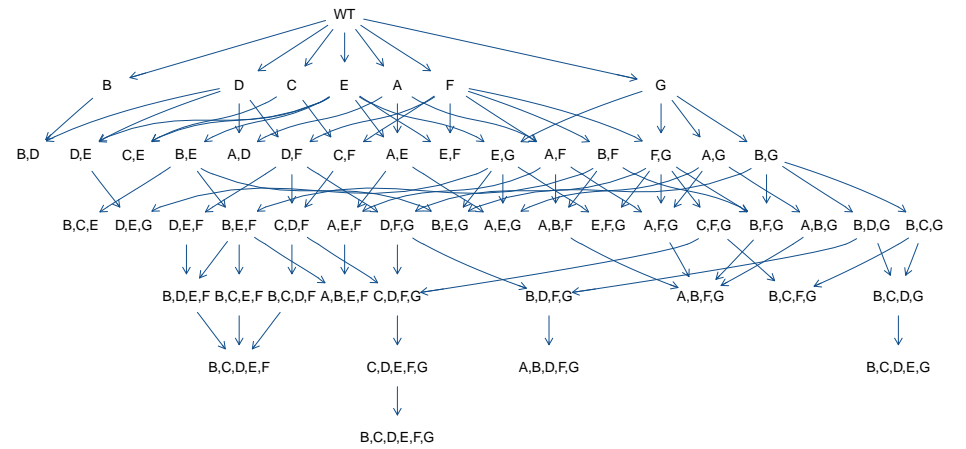 WT
B D C E A F G
B,D D,E C,E B,E A,D D,F C,F A,E E,F E,G A,F B,F F,G A,G B,G
B,C,E D,E,G D,E,F B,E,F C,D,F A,E,F D,F,G B,E,G A,E,G A,B,F E,F,G A,F,G C,F,G B,F,G A,B,G B,D,G B,C,G
B,D,E,F B,C,E,F B,C,D,F A,B,E,F C,D,F,G B,D,F,G A,B,F,G B,C,F,G B,C,D,G
B,C,D,E,F C,D,E,F,G A,B,D,F,G B,C,D,E,G
B,C,D,E,F,G